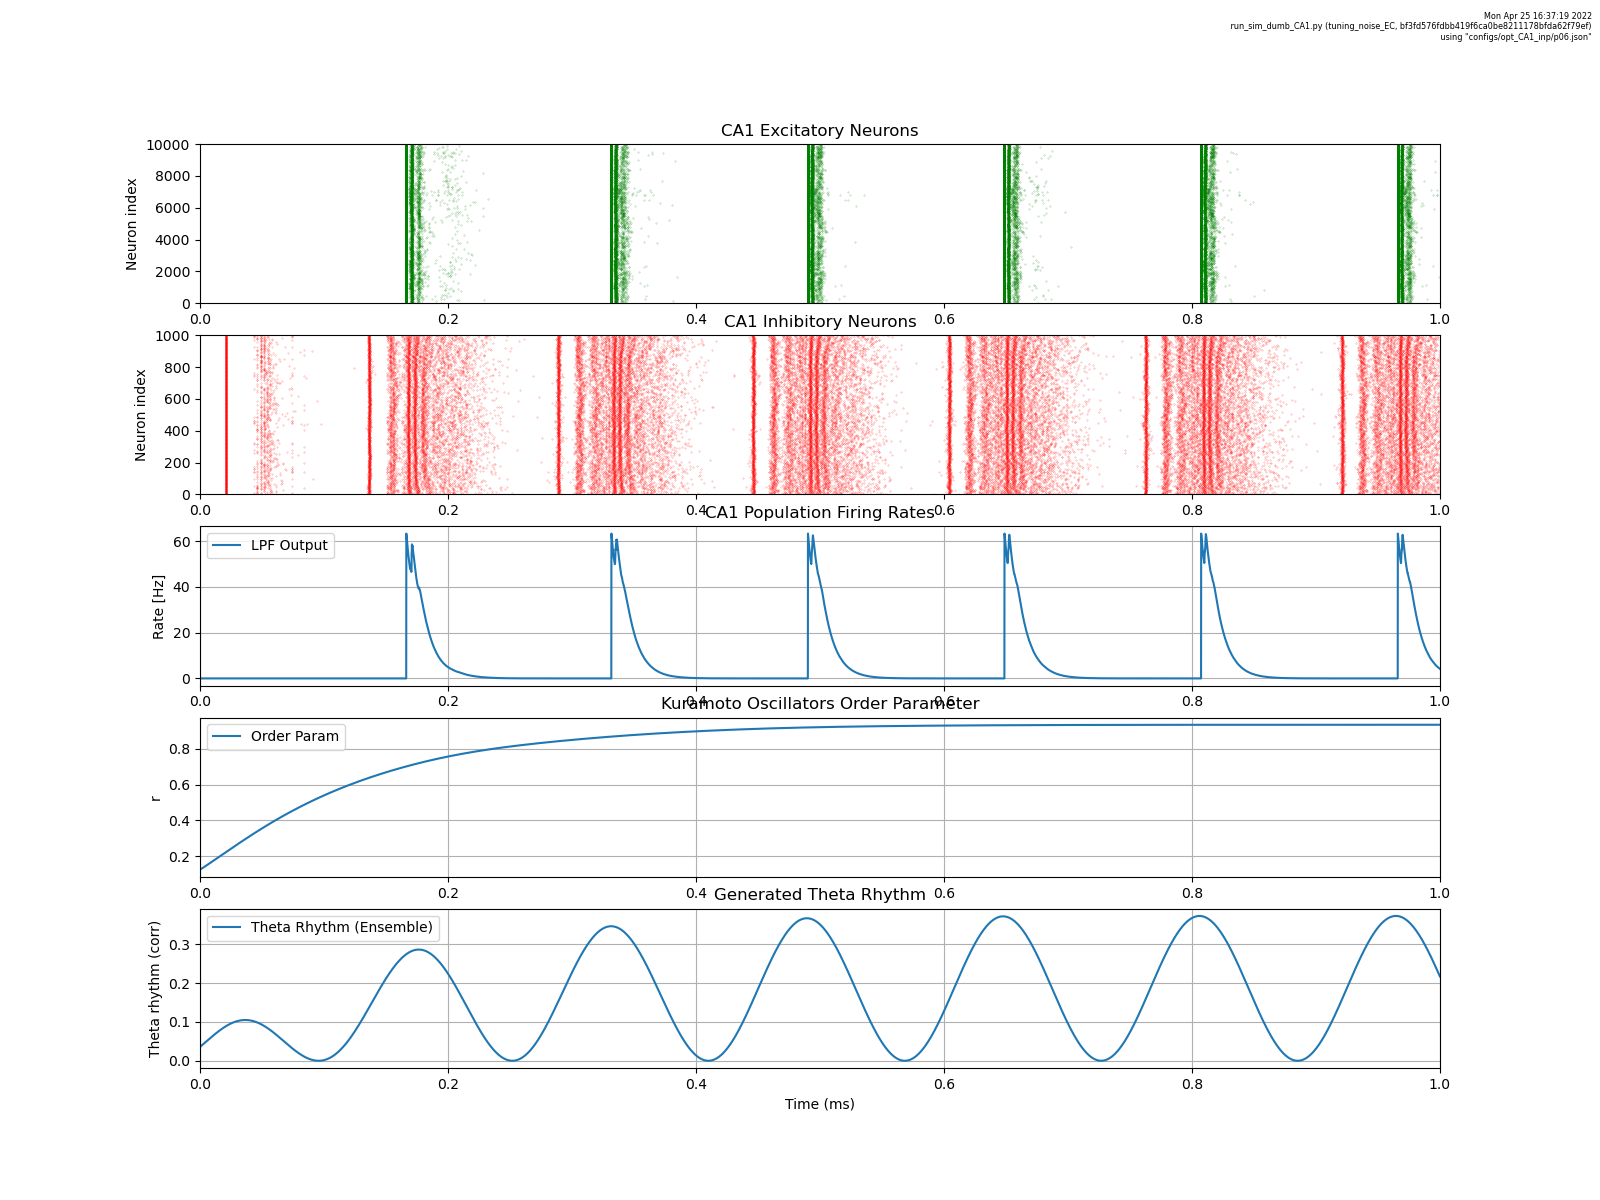 Mon Apr 25 16:37:19 2022
run_sim_dumb_CA1.py (tuning_noise_EC, bf3fd576fdbb419f6ca0be8211178bfda62f79ef)
using "configs/opt_CA1_inp/p06.json"
CA1 Excitatory Neurons
Neuron index
10000
8000
6000
4000
2000
0
0.0 0.2 0.4 0.6 0.8 1.0
CA1 Inhibitory Neurons
Neuron index
1000
800
600
400
200
0
0.0 0.2 0.4 0.6 0.8 1.0
CA1 Population Firing Rates
LPF Output
Rate [Hz]
60
40
20
0
0.0 0.2 0.4 0.6 0.8 1.0
Kuramoto Oscillators Order Parameter
Order Param
r
0.8
0.6
0.4
0.2
0.0 0.2 0.4 0.6 0.8 1.0
Generated Theta Rhythm
Theta Rhythm (Ensemble)
Theta rhythm (corr)
0.3
0.2
0.1
0.0
0.0 0.2 0.4 0.6 0.8 1.0
Time (ms)